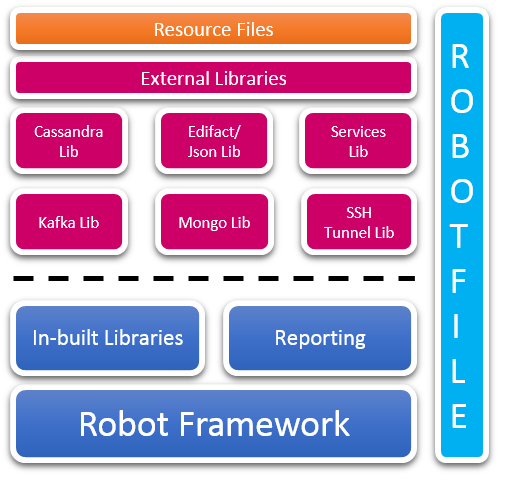 Resource Files
External Libraries
Cassandra
Lib
Edifact/
Json Lib
Services
Lib
Kafka Lib
Mongo Lib
SSH
Tunnel Lib
In-built Libraries
Reporting
Robot Framework
R
O
B
O
T
F
I
L
E